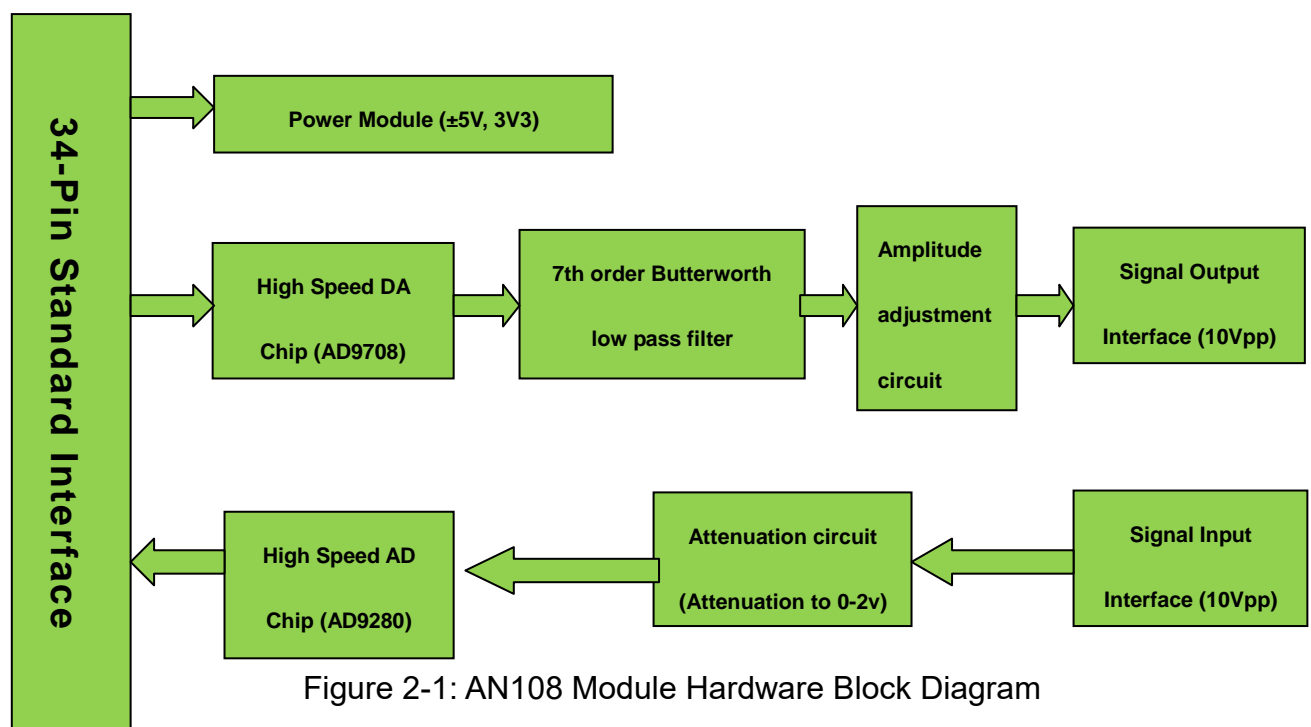 34-Pin Standard Interface
Power Module (±5V, 3V3)
High Speed DA
Chip (AD9708)
7th order Butterworth
low pass filter
Amplitude
adjustment
circuit
Signal Output
Interface (10Vpp)
High Speed AD
Chip (AD9280)
Attenuation circuit
(Attenuation to 0-2v)
Signal Input
Interface (10Vpp)
Figure 2-1: AN108 Module Hardware Block Diagram